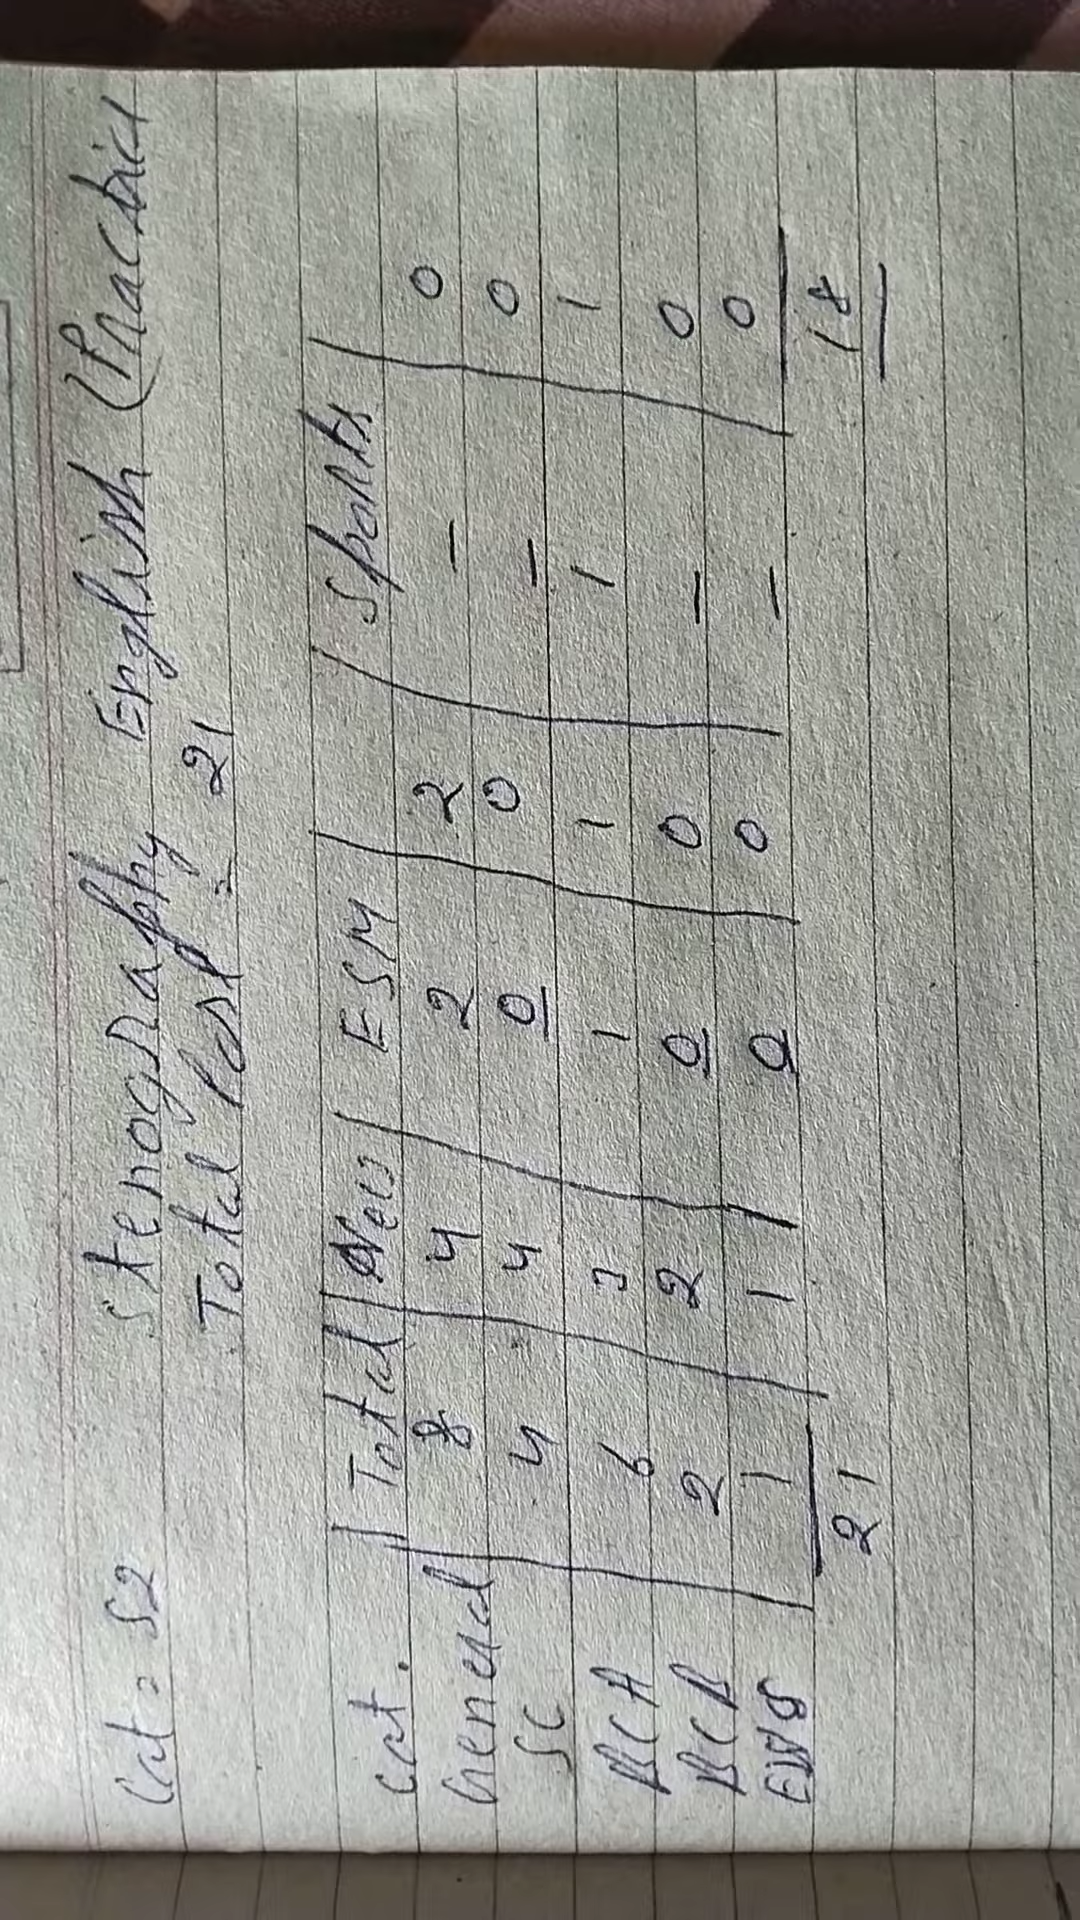 Cat = 52 Stenography English (Practical
Total Post = 21
Cat. Total New ESM Sports
General 8 4 2 2 - 0
SC 4 4 0 0 - 0
BCA 6 3 1 1 1 1
BCB 2 2 0 0 - 0
EWS 1 1 0 0 - 0
21 18